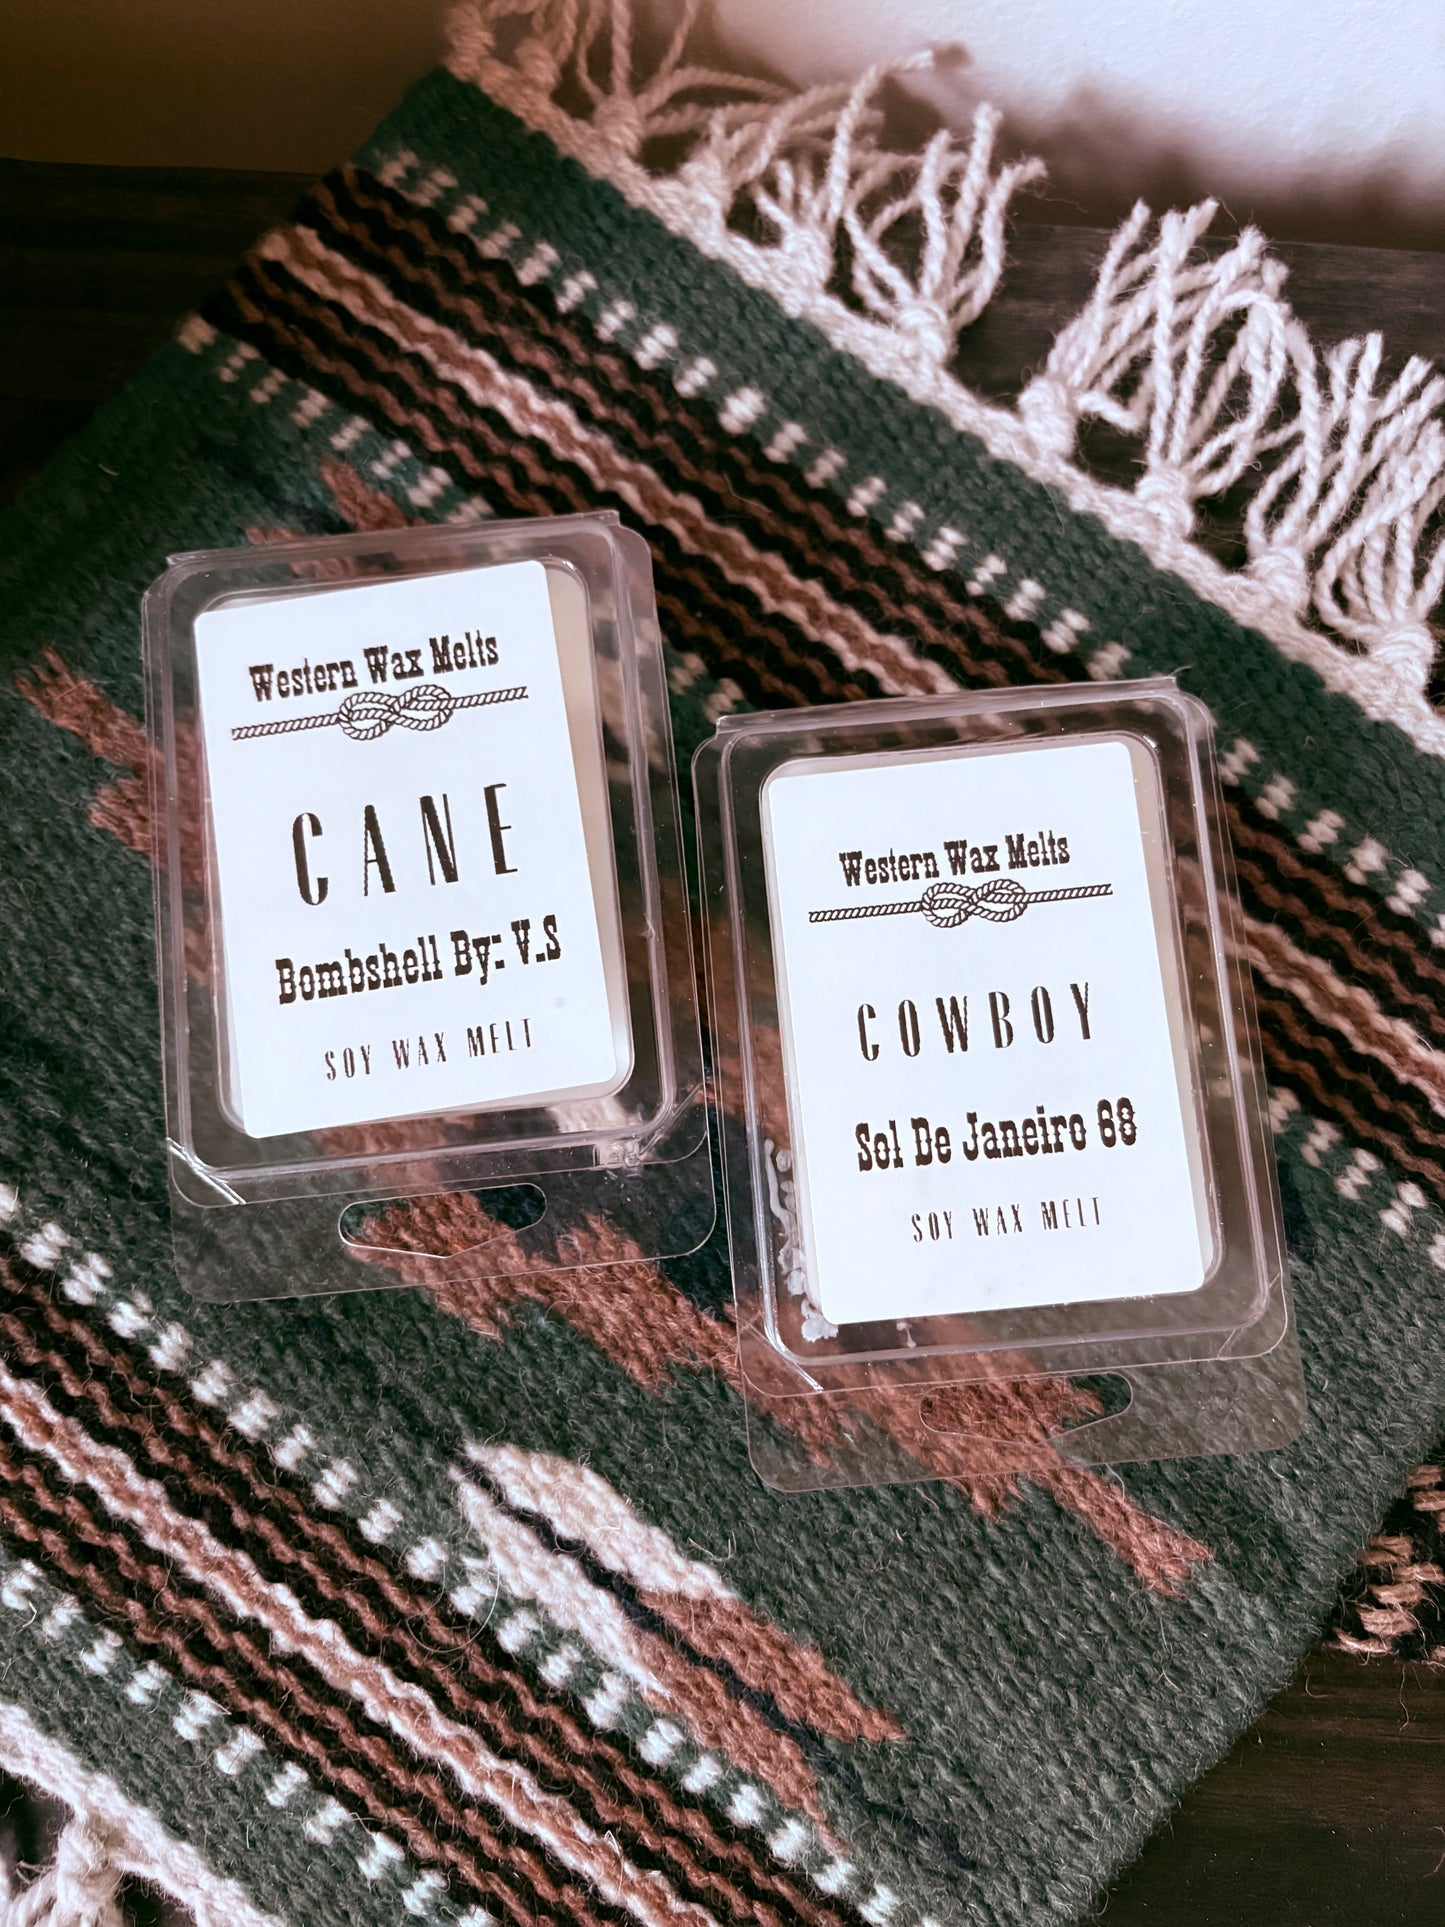 Western Wax Melts
CANE
Bombshell By: V.S
SOY WAX MELT
Western Wax Melts
COWBOY
Sol De Janeiro 68
SOY WAX MELT